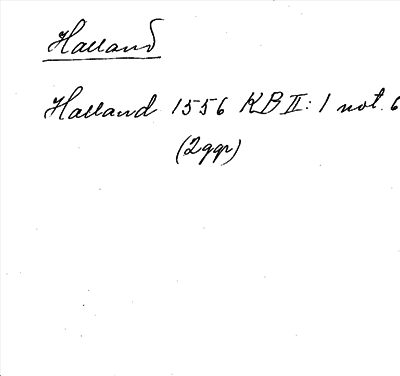 Halland
Halland 1556 KB II: 1 not. 6
(2ggr)